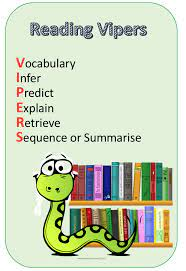 Reading Vipers
Vocabulary
Infer
Predict
Explain
Retrieve
Sequence or Summarise